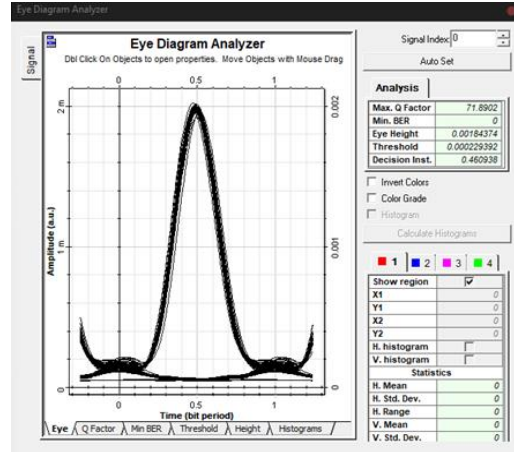 Eye Diagram Analyzer
Signal
Eye Diagram Analyzer
Dbl Click On Objects to open properties. Move Objects with Mouse Drag
0 0.5 1
2 m
1 m
0
Amplitude (a.u.)
0.002
0.001
0
0 0.5 1
Time (bit period)
Eye Q Factor Min BER Threshold Height Histograms
Signal Index: 0
Auto Set
Analysis
Max. Q Factor 71.8902
Min. BER 0
Eye Height 0.00184374
Threshold 0.000229392
Decision Inst. 0.460938
Invert Colors
Color Grade
Histogram
Calculate Histograms
1 2 3 4
Show region
X1 0
Y1 0
X2 0
Y2 0
H. histogram
V. histogram
Statistics
H. Mean 0
H. Std. Dev. 0
H. Range 0
V. Mean 0
V. Std. Dev. 0